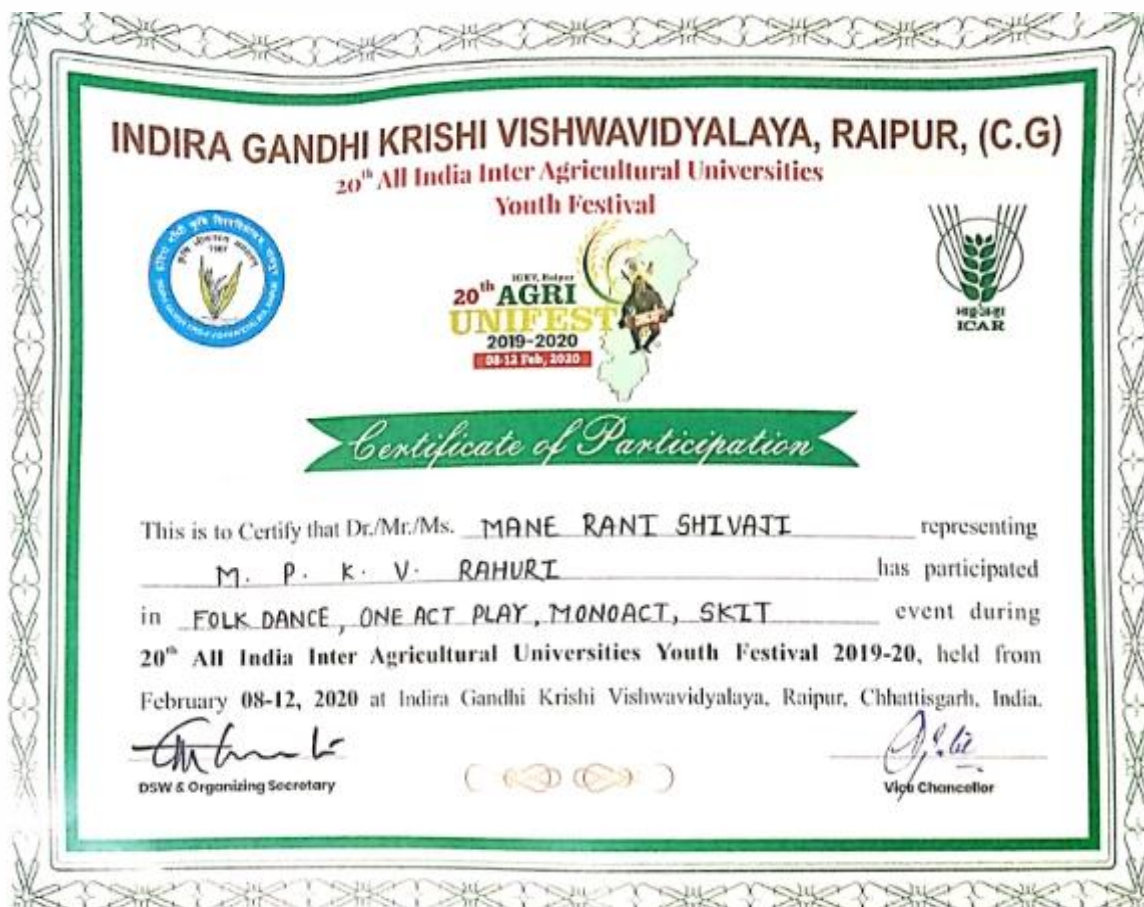 INDIRA GANDHI KRISHI VISHWAVIDYALAYA, RAIPUR, (C.G)
20th All India Inter Agricultural Universities
Youth Festival
IGKV, Raipur
20th AGRI
UNIFEST
2019-2020
08-12 Feb, 2020
भाकृअनुप
ICAR
Certificate of Participation
This is to Certify that Dr./Mr./Ms. MANE RANI SHIVAJI representing
M. P. K. V. RAHURI has participated
in FOLK DANCE, ONE ACT PLAY, MONOACT, SKIT event during
20th All India Inter Agricultural Universities Youth Festival 2019-20, held from
February 08-12, 2020 at Indira Gandhi Krishi Vishwavidyalaya, Raipur, Chhattisgarh, India.
DSW & Organizing Secretary
Vice Chancellor